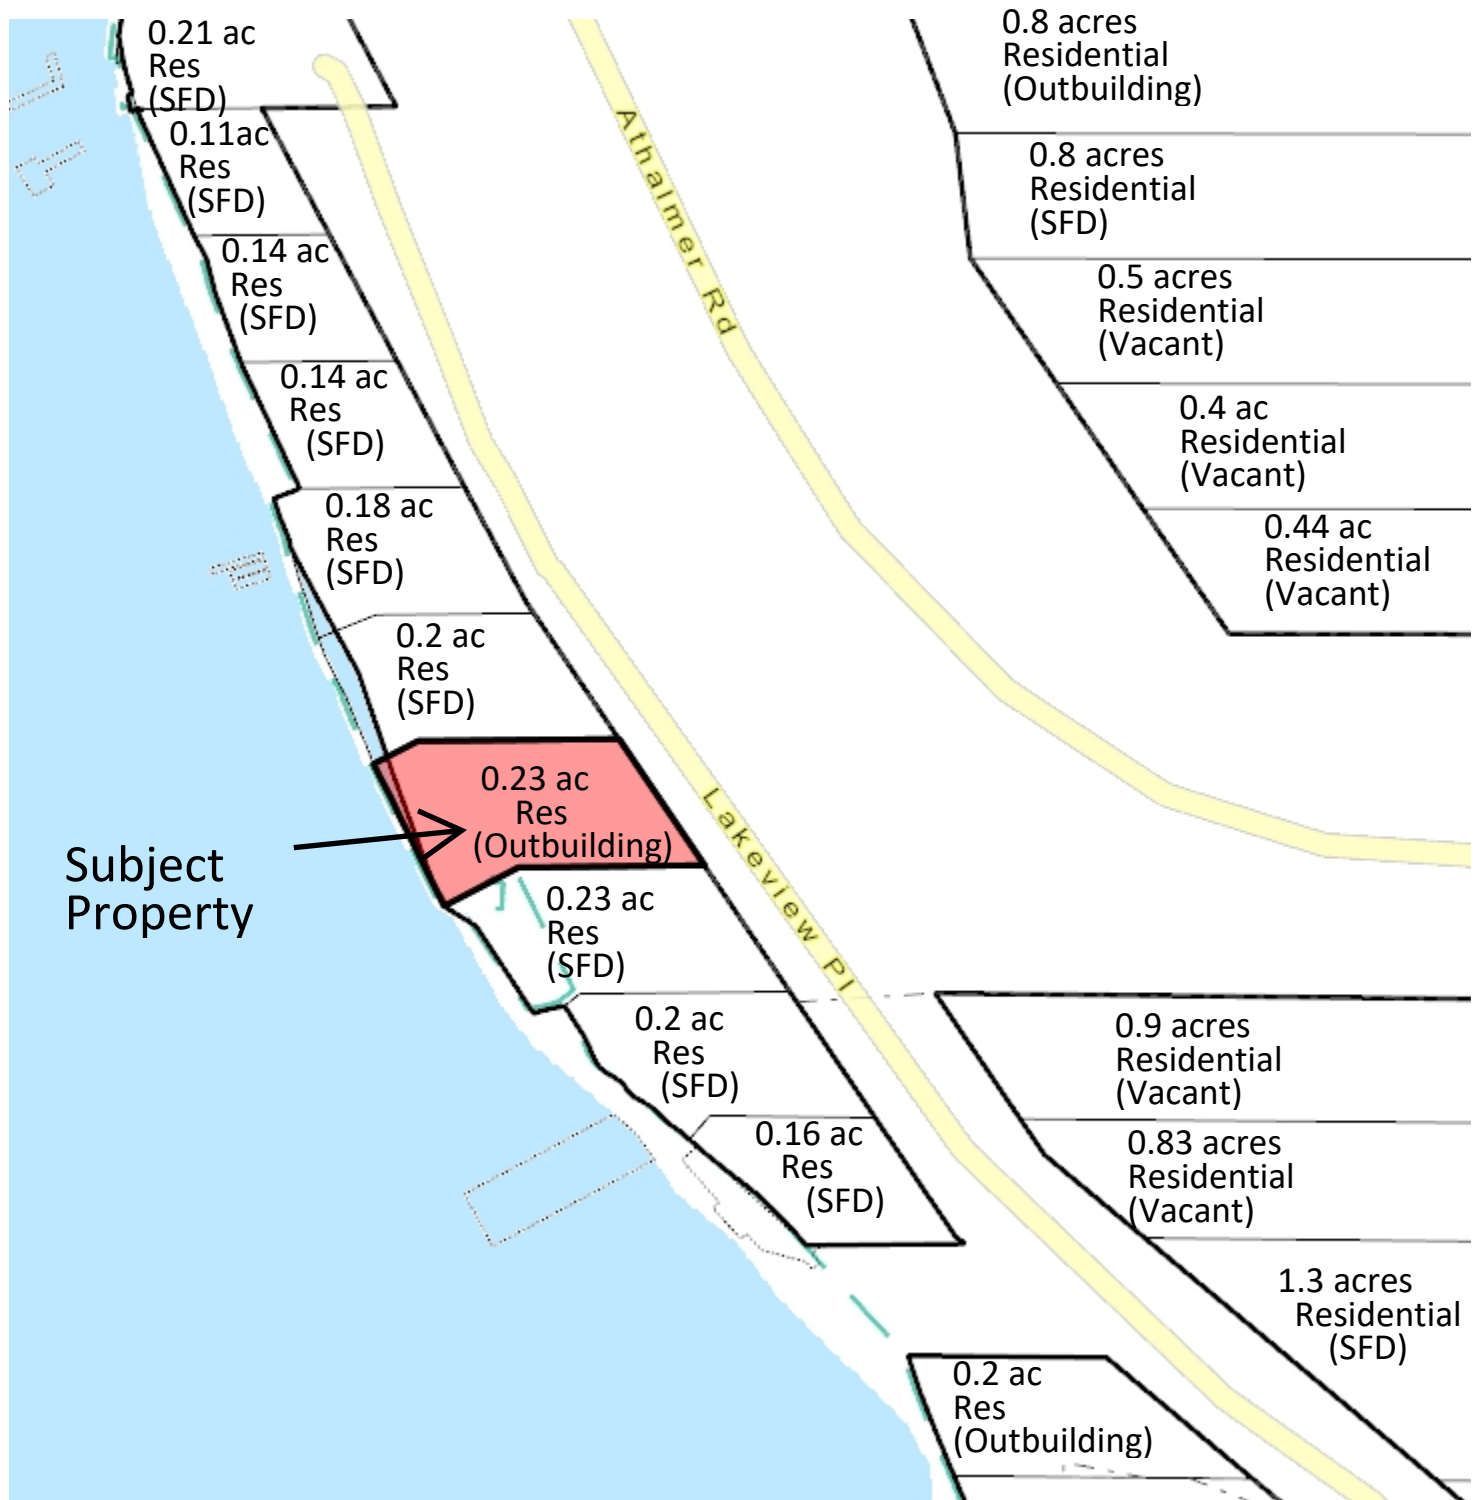 0.21 ac
Res
(SFD)
0.11ac
Res
(SFD)
0.14 ac
Res
(SFD)
0.14 ac
Res
(SFD)
0.18 ac
Res
(SFD)
0.2 ac
Res
(SFD)
0.23 ac
Res
(Outbuilding)
Subject
Property
0.23 ac
Res
(SFD)
0.2 ac
Res
(SFD)
0.16 ac
Res
(SFD)
0.2 ac
Res
(Outbuilding)
Athalmer Rd
Lakeview Pl
0.8 acres
Residential
(Outbuilding)
0.8 acres
Residential
(SFD)
0.5 acres
Residential
(Vacant)
0.4 ac
Residential
(Vacant)
0.44 ac
Residential
(Vacant)
0.9 acres
Residential
(Vacant)
0.83 acres
Residential
(Vacant)
1.3 acres
Residential
(SFD)